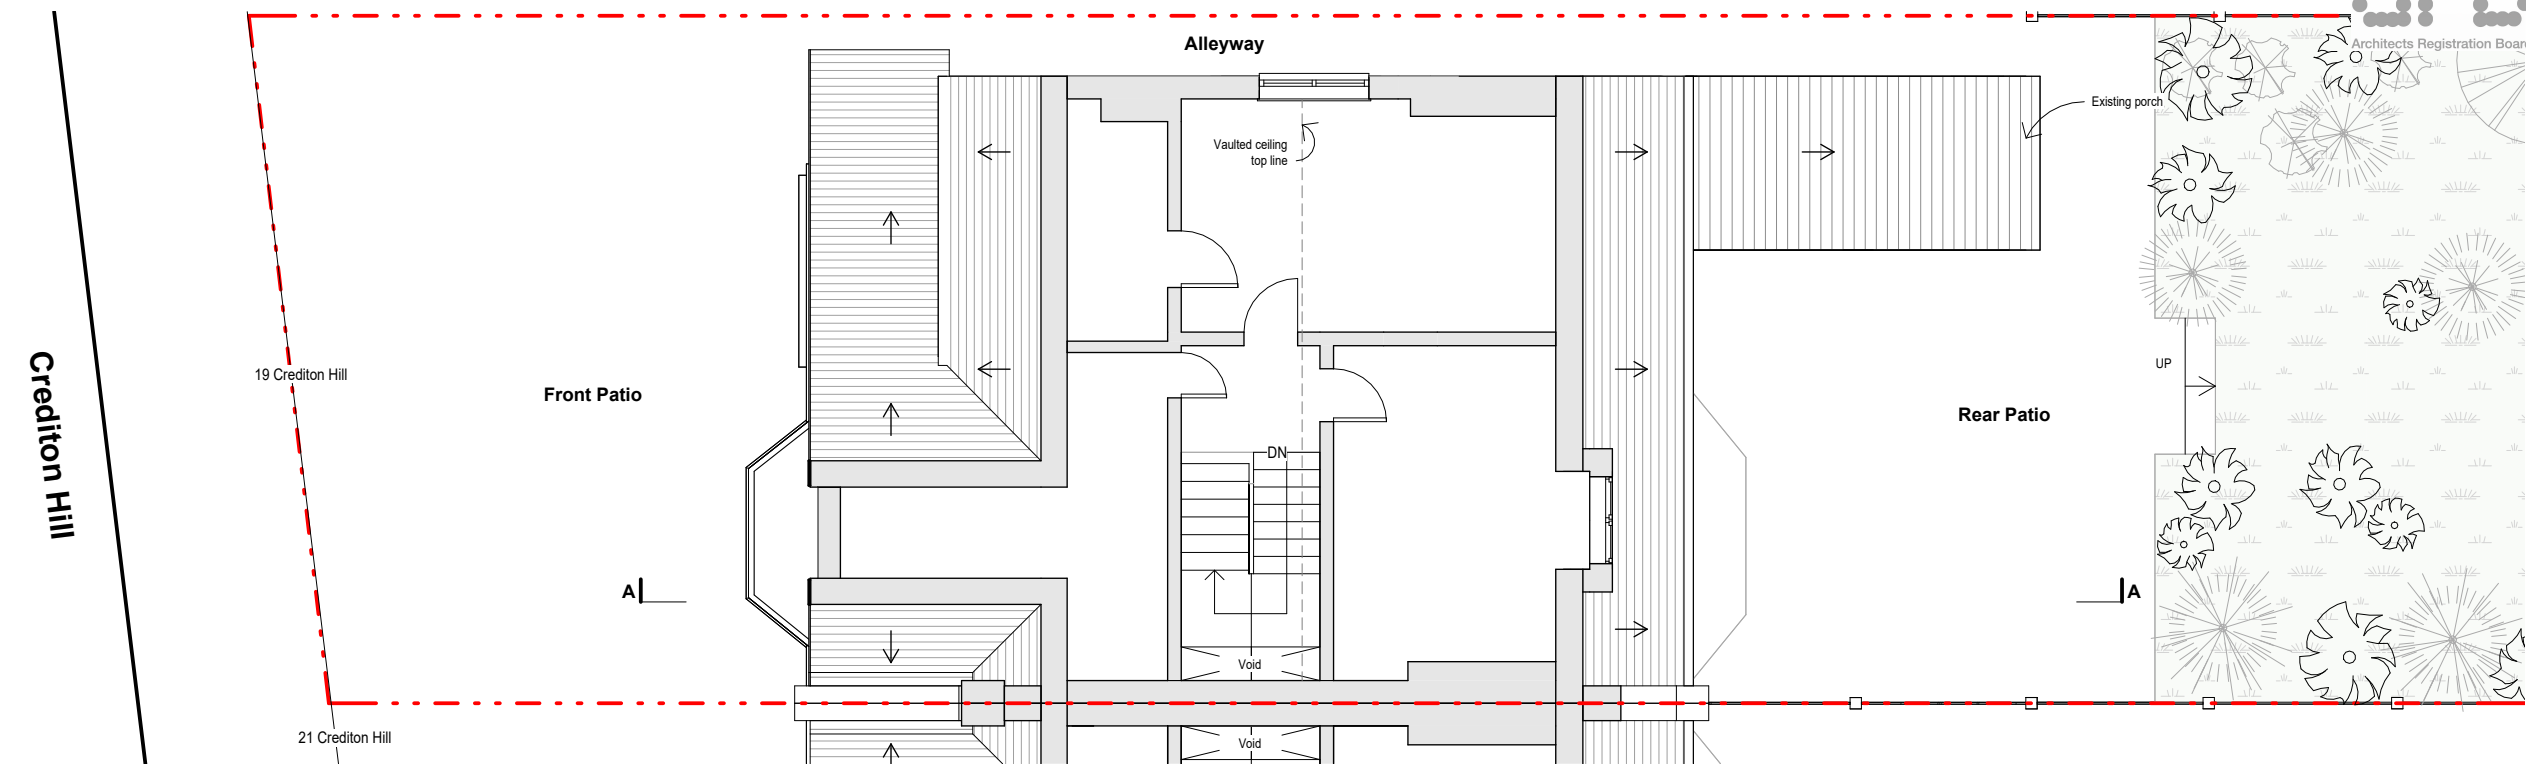 Architects Registration Boar
Alleyway
Existing porch
Vaulted ceiling
top line
Crediton Hill
19 Crediton Hill
Front Patio
UP
Rear Patio
DN
A
A
Void
21 Crediton Hill
Void